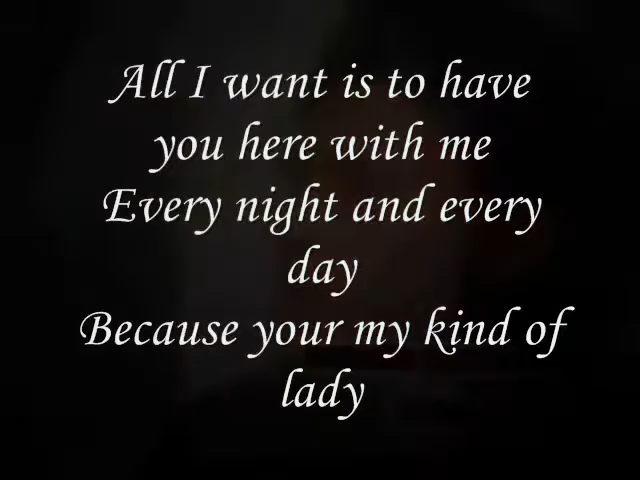 All I want is to have
you here with me
Every night and every
day
Because your my kind of
lady